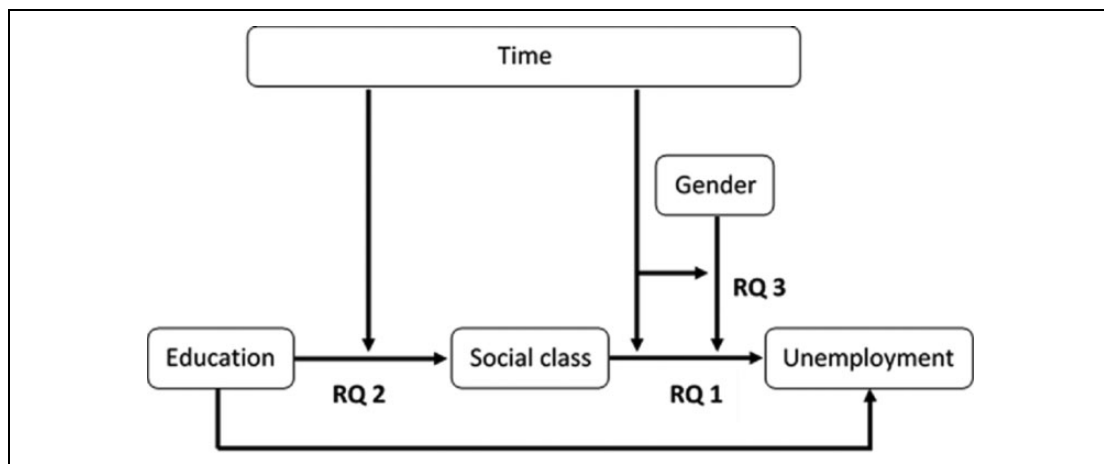 Time
Gender
RQ 3
Education
Social class
Unemployment
RQ 2
RQ 1